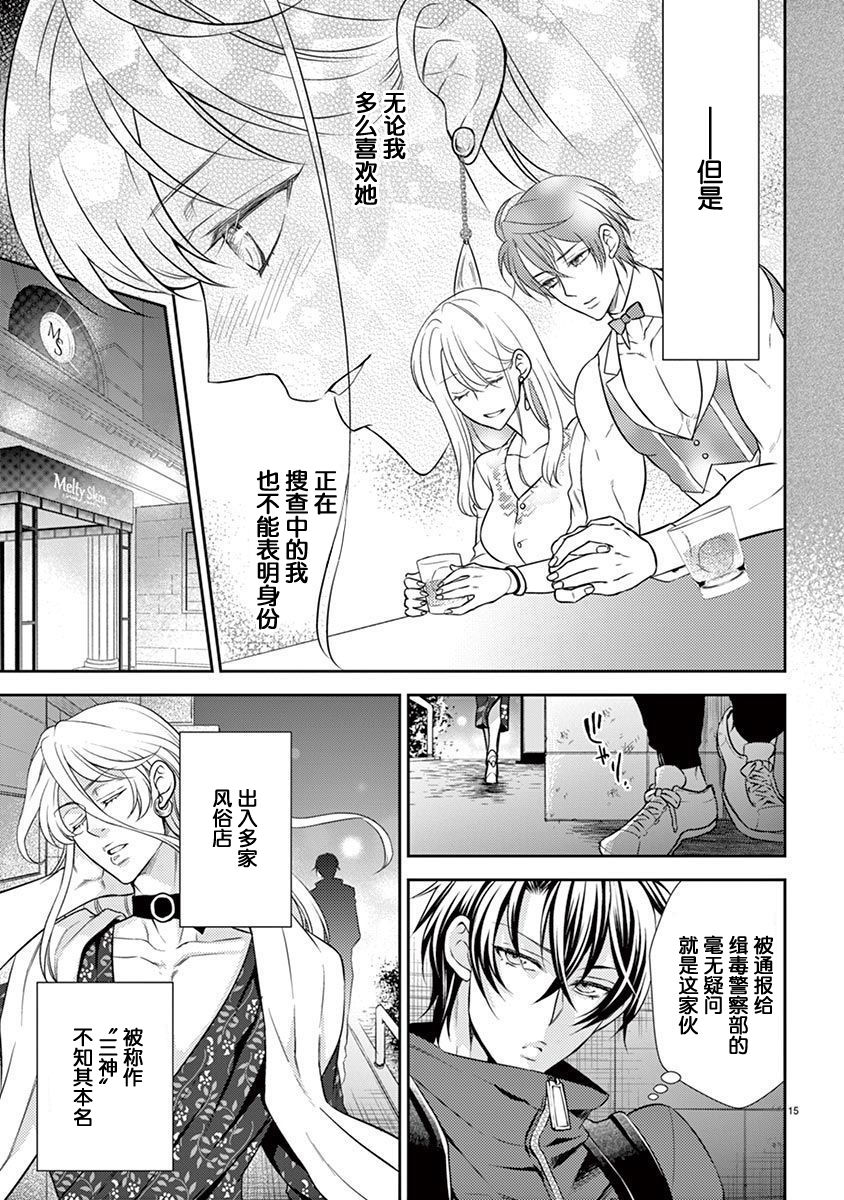 ——但是
无论我
多么喜欢她
正在
搜查中的我
也不能表明身份
MS
Melty Skin
ザッ
被通报给
缉毒警察部的
毫无疑问
就是这家伙
出入多家
风俗店
被称作
〝三神〟
不知其本名
15